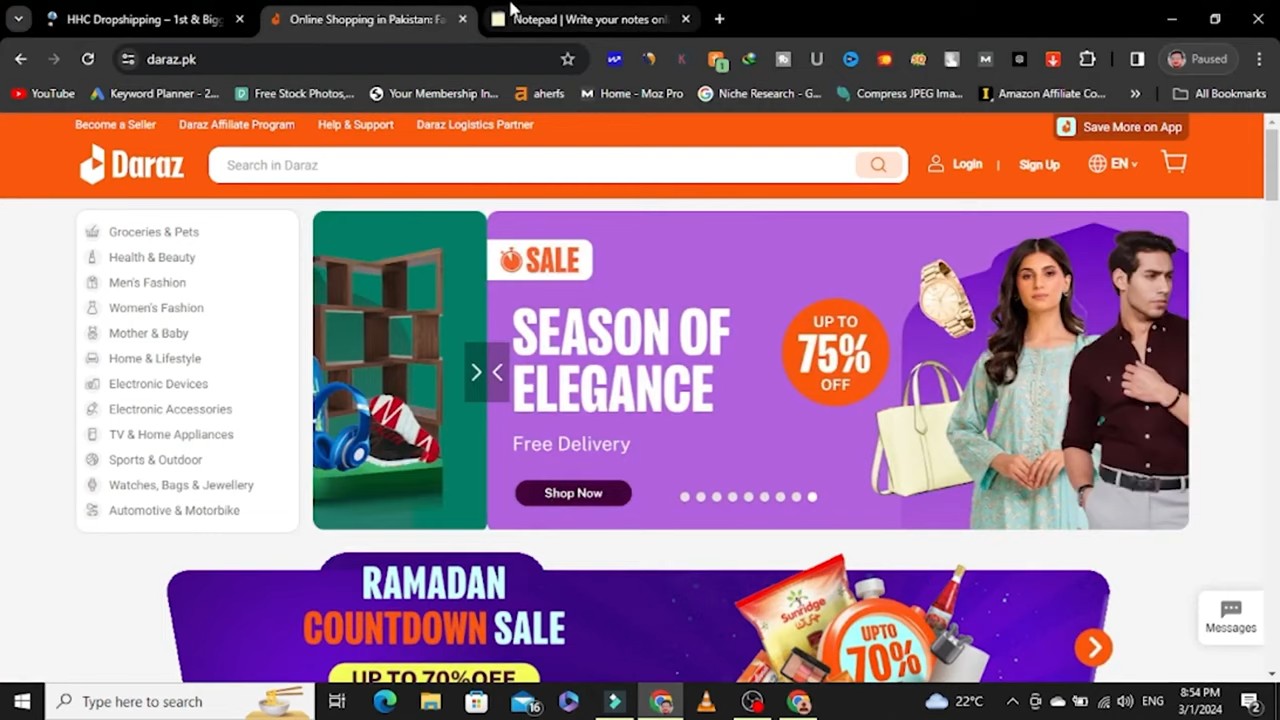 HHC Dropshipping – 1st & Bigg
Online Shopping in Pakistan: Fa
Notepad | Write your notes onl
daraz.pk
1
Paused
YouTube
Keyword Planner - 2...
Free Stock Photos,...
Your Membership In...
aherfs
Home - Moz Pro
Niche Research - G...
Compress JPEG Ima...
Amazon Affiliate Co...
All Bookmarks
Become a Seller
Daraz Affiliate Program
Help & Support
Daraz Logistics Partner
Save More on App
Daraz
Search in Daraz
Login
|
Sign Up
EN
Groceries & Pets
Health & Beauty
Men's Fashion
Women's Fashion
Mother & Baby
Home & Lifestyle
Electronic Devices
Electronic Accessories
TV & Home Appliances
Sports & Outdoor
Watches, Bags & Jewellery
Automotive & Motorbike
SALE
SEASON OF
ELEGANCE
Free Delivery
Shop Now
UP TO
75%
OFF
RAMADAN
COUNTDOWN SALE
UP TO 70% OFF
Sunridge
UPTO
70%
Messages
Type here to search
16
22°C
ENG
8:54 PM
3/1/2024
2